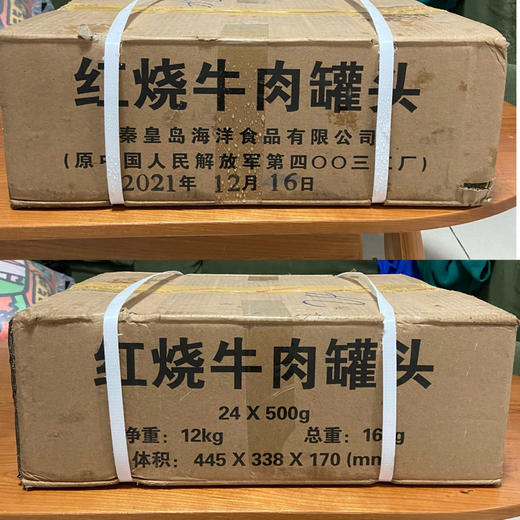 红烧牛肉罐头
秦皇岛海洋食品有限公司
(原中国人民解放军第四〇〇三 厂)
2021年 12月 16日
红烧牛肉罐头
24 X 500g
净重: 12kg 总重: 16 g
体积: 445 X 338 X 170 (mm